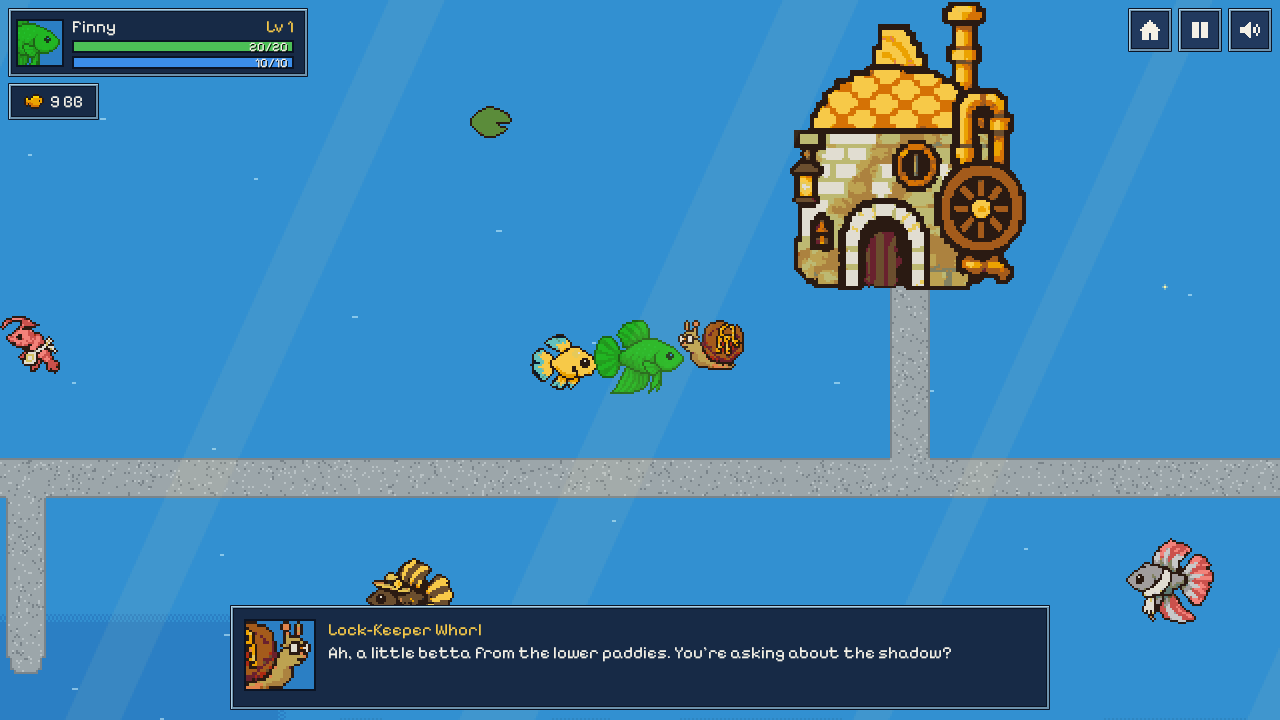 Finny Lv 1
20/20
10/10
988
Lock-Keeper Whorl
Ah, a little betta from the lower paddies. You're asking about the shadow?